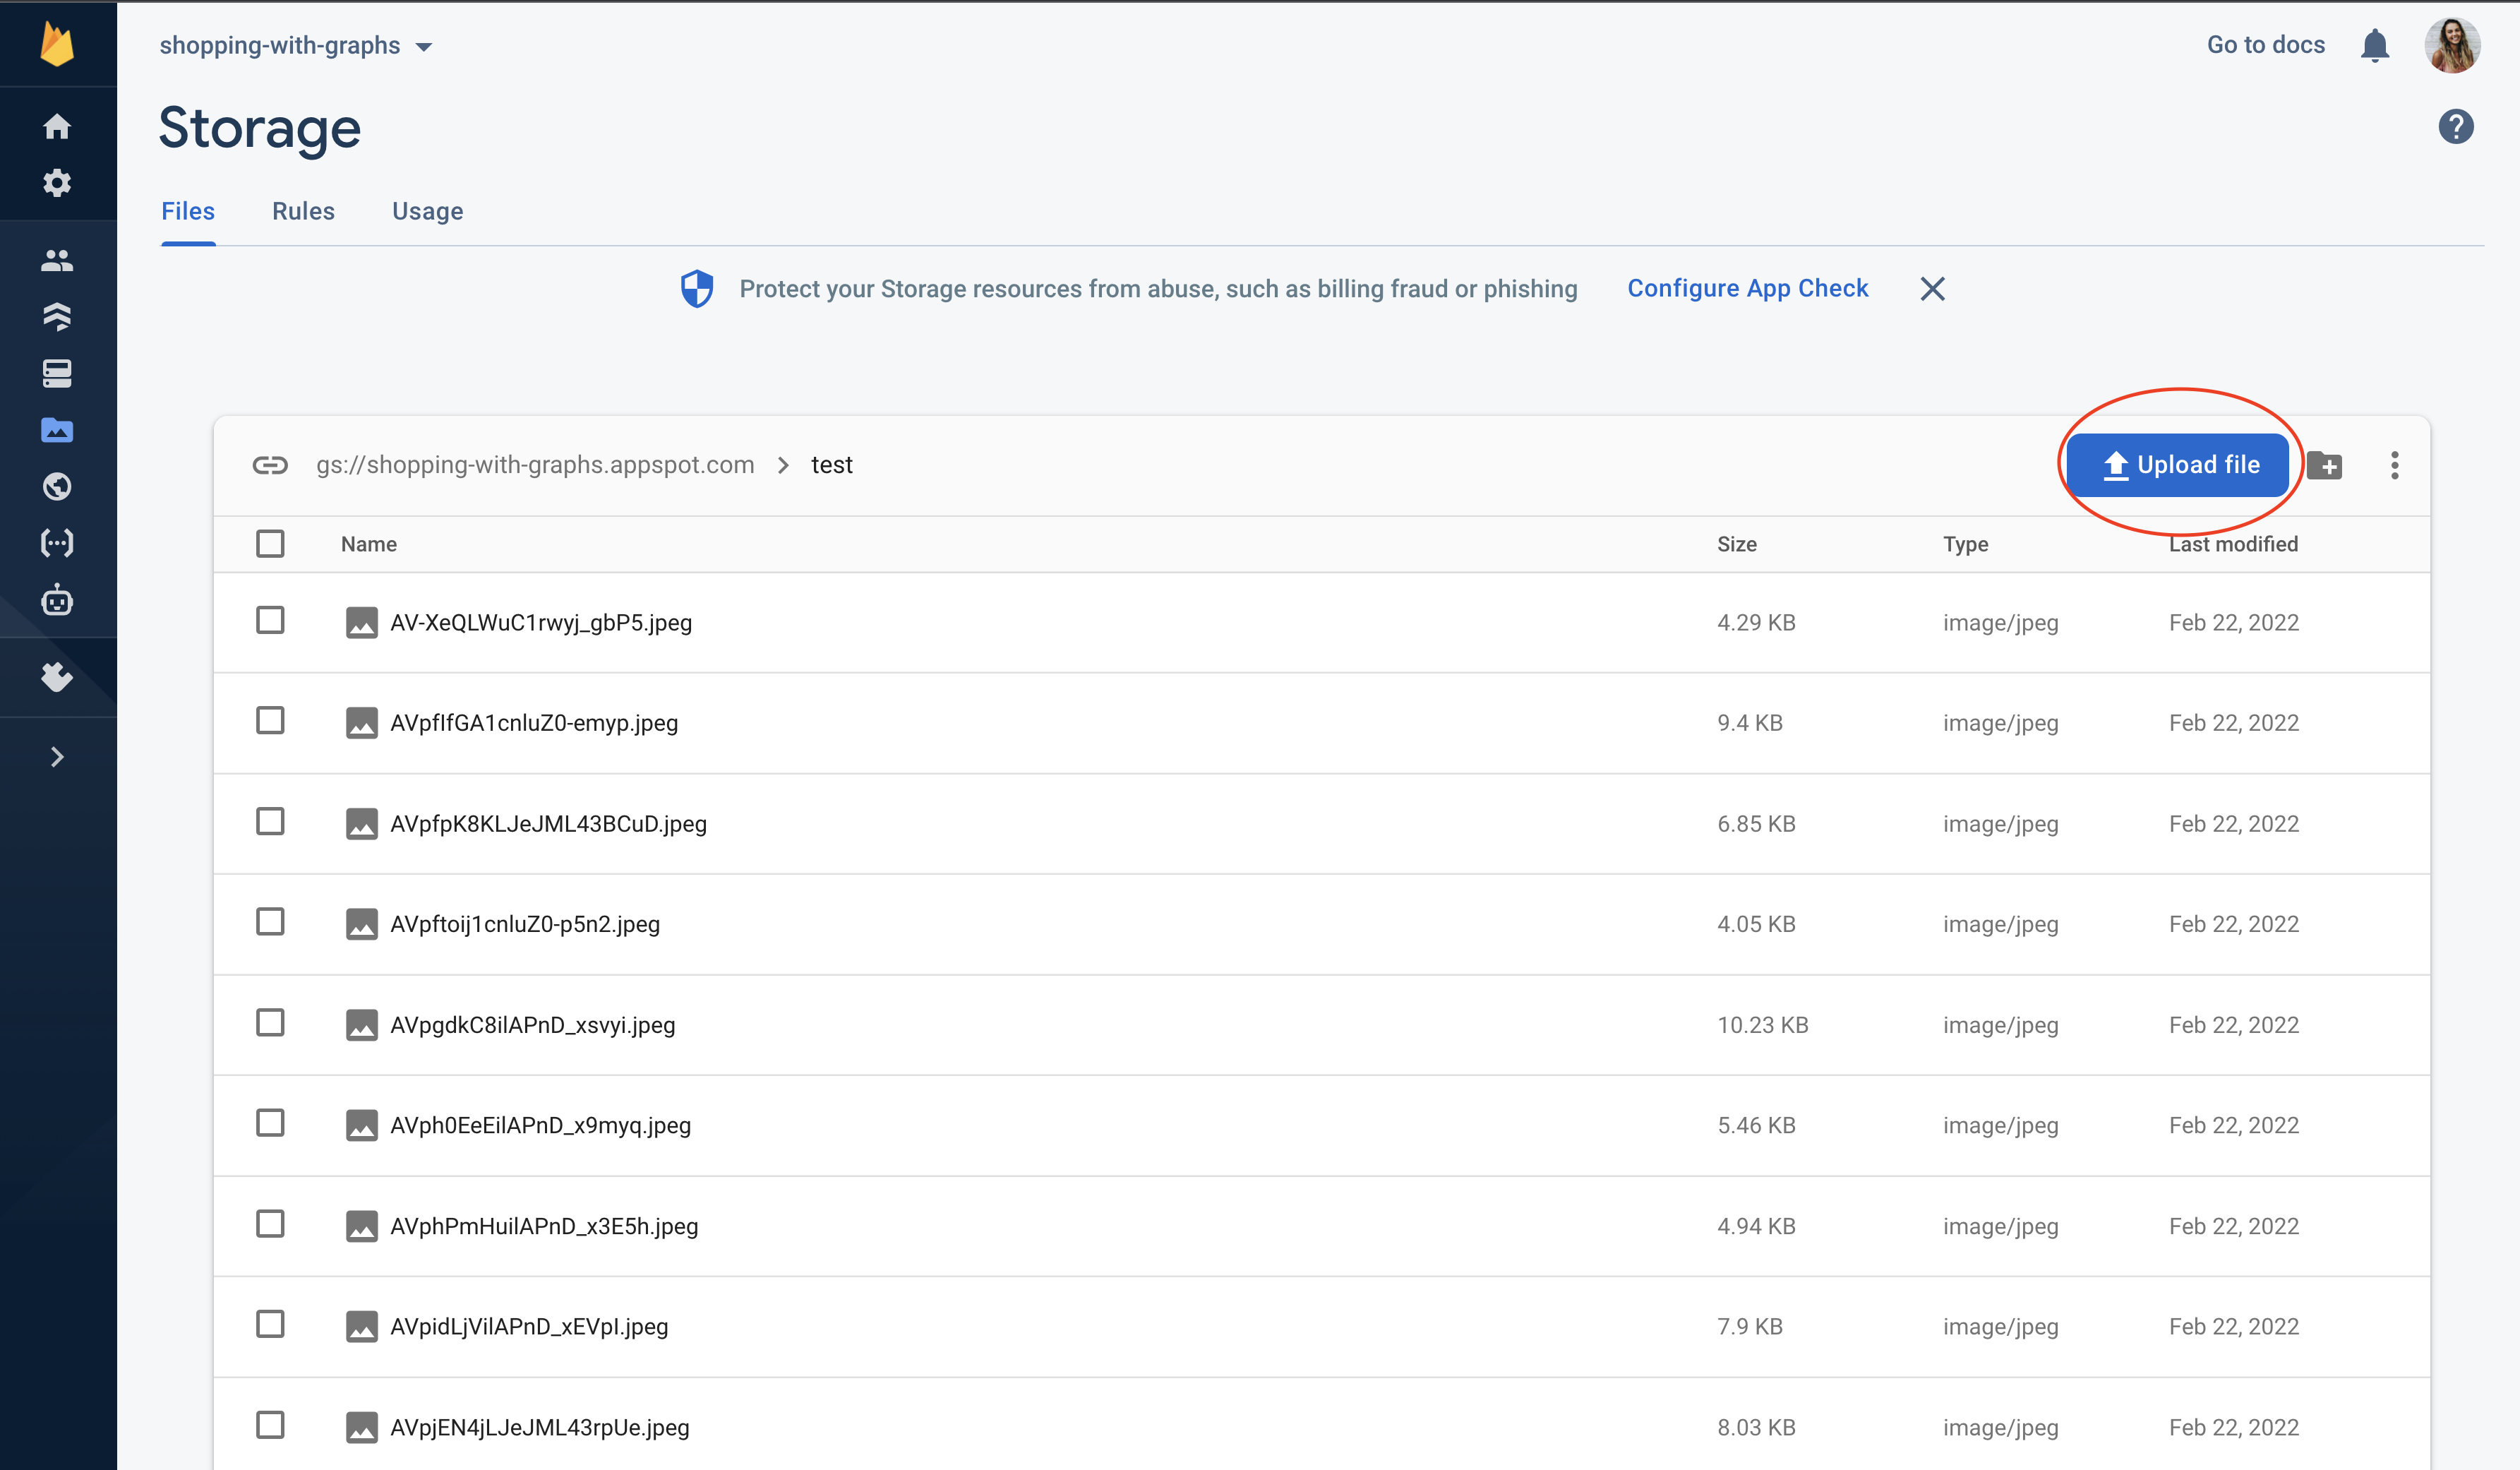 shopping-with-graphs
Go to docs
Storage
Files Rules Usage
Protect your Storage resources from abuse, such as billing fraud or phishing Configure App Check
gs://shopping-with-graphs.appspot.com > test Upload file
Name Size Type Last modified
AV-XeQLWuC1rwyj_gbP5.jpeg 4.29 KB image/jpeg Feb 22, 2022
AVpfIfGA1cnluZ0-emyp.jpeg 9.4 KB image/jpeg Feb 22, 2022
AVpfpK8KLJeJML43BCuD.jpeg 6.85 KB image/jpeg Feb 22, 2022
AVpftoij1cnluZ0-p5n2.jpeg 4.05 KB image/jpeg Feb 22, 2022
AVpgdkC8ilAPnD_xsvyi.jpeg 10.23 KB image/jpeg Feb 22, 2022
AVph0EeEilAPnD_x9myq.jpeg 5.46 KB image/jpeg Feb 22, 2022
AVphPmHuilAPnD_x3E5h.jpeg 4.94 KB image/jpeg Feb 22, 2022
AVpidLjVilAPnD_xEVpI.jpeg 7.9 KB image/jpeg Feb 22, 2022
AVpjEN4jLJeJML43rpUe.jpeg 8.03 KB image/jpeg Feb 22, 2022